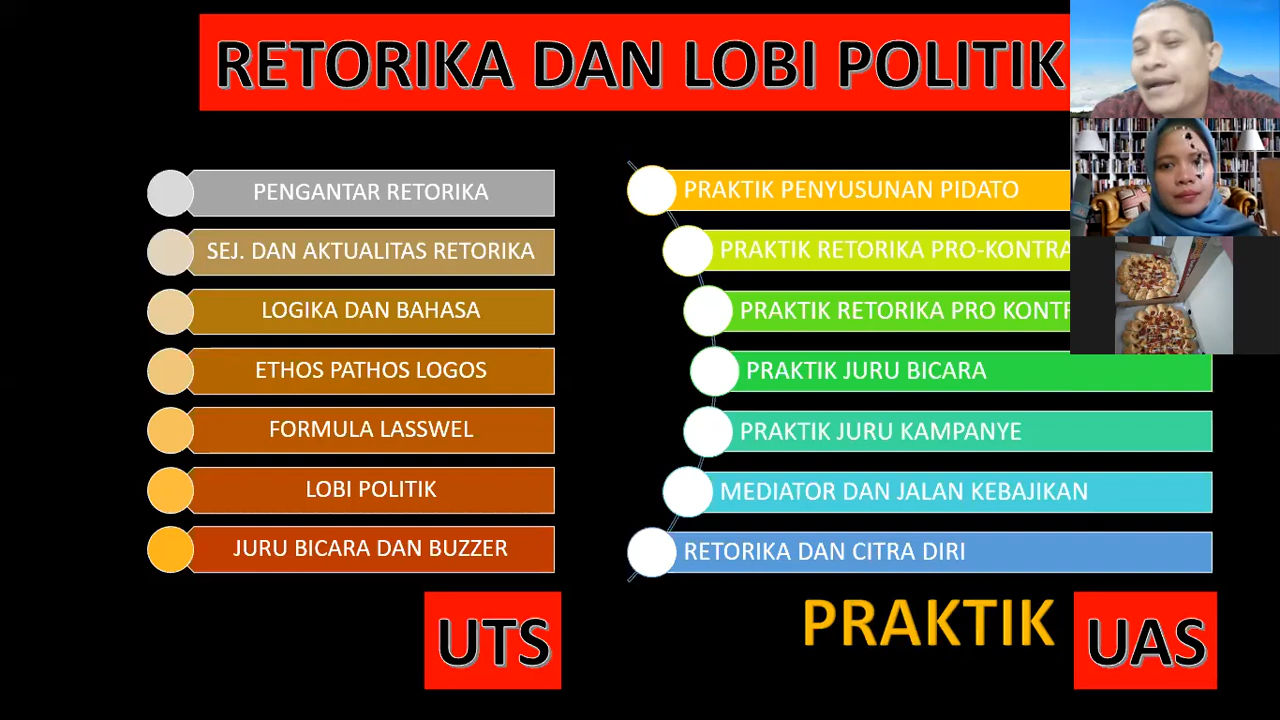 RETORIKA DAN LOBI POLITIK
PENGANTAR RETORIKA
SEJ. DAN AKTUALITAS RETORIKA
LOGIKA DAN BAHASA
ETHOS PATHOS LOGOS
FORMULA LASSWEL
LOBI POLITIK
JURU BICARA DAN BUZZER
UTS
PRAKTIK PENYUSUNAN PIDATO
PRAKTIK RETORIKA PRO-KONTRA
PRAKTIK RETORIKA PRO
PRAKTIK JURU BICARA
PRAKTIK JURU KAMPANYE
MEDIATOR DAN JALAN KEBAJIKAN
RETORIKA DAN CITRA DIRI
PRAKTIK
UAS